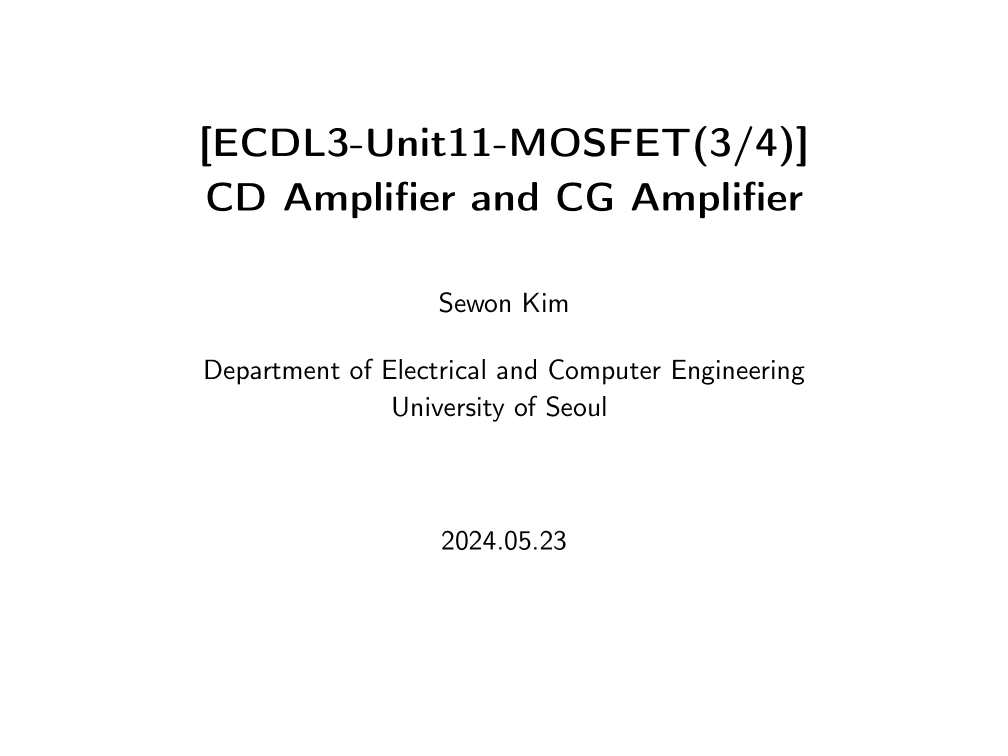 [ECDL3-Unit11-MOSFET(3/4)]
CD Amplifier and CG Amplifier
Sewon Kim
Department of Electrical and Computer Engineering
University of Seoul
2024.05.23